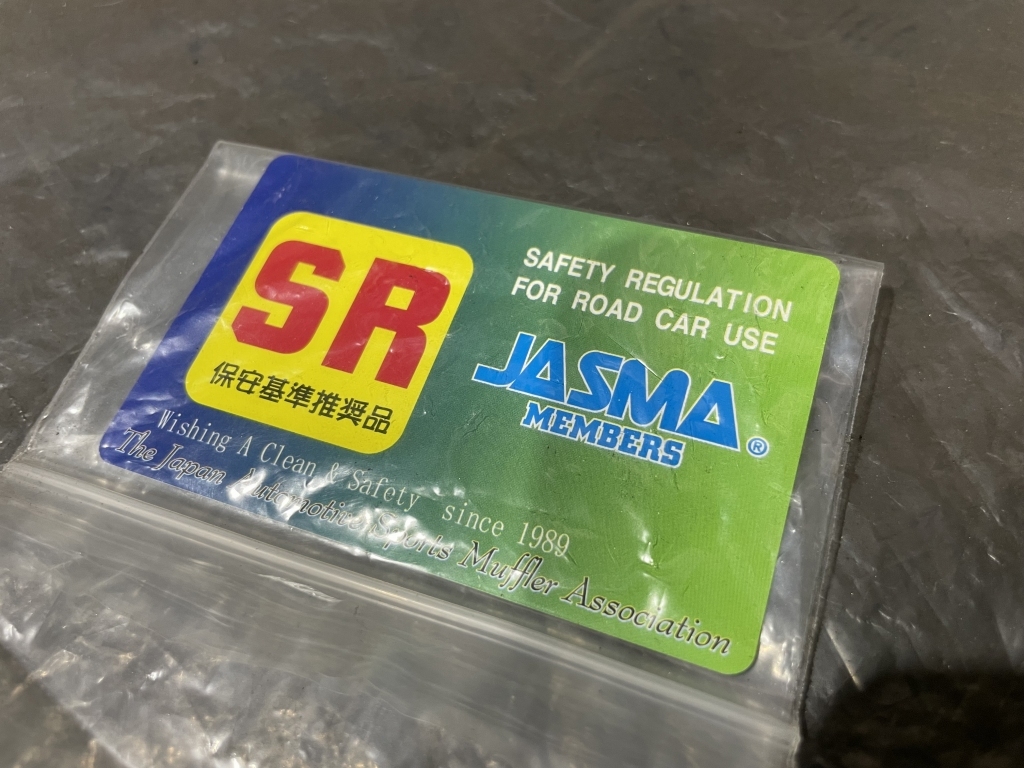 SR
保安基準推奨品
SAFETY REGULATION
FOR ROAD CAR USE
JASMA
MEMBERS
®
Wishing A Clean & Safety since 1989
The Japan Automotive Sports Muffler Association